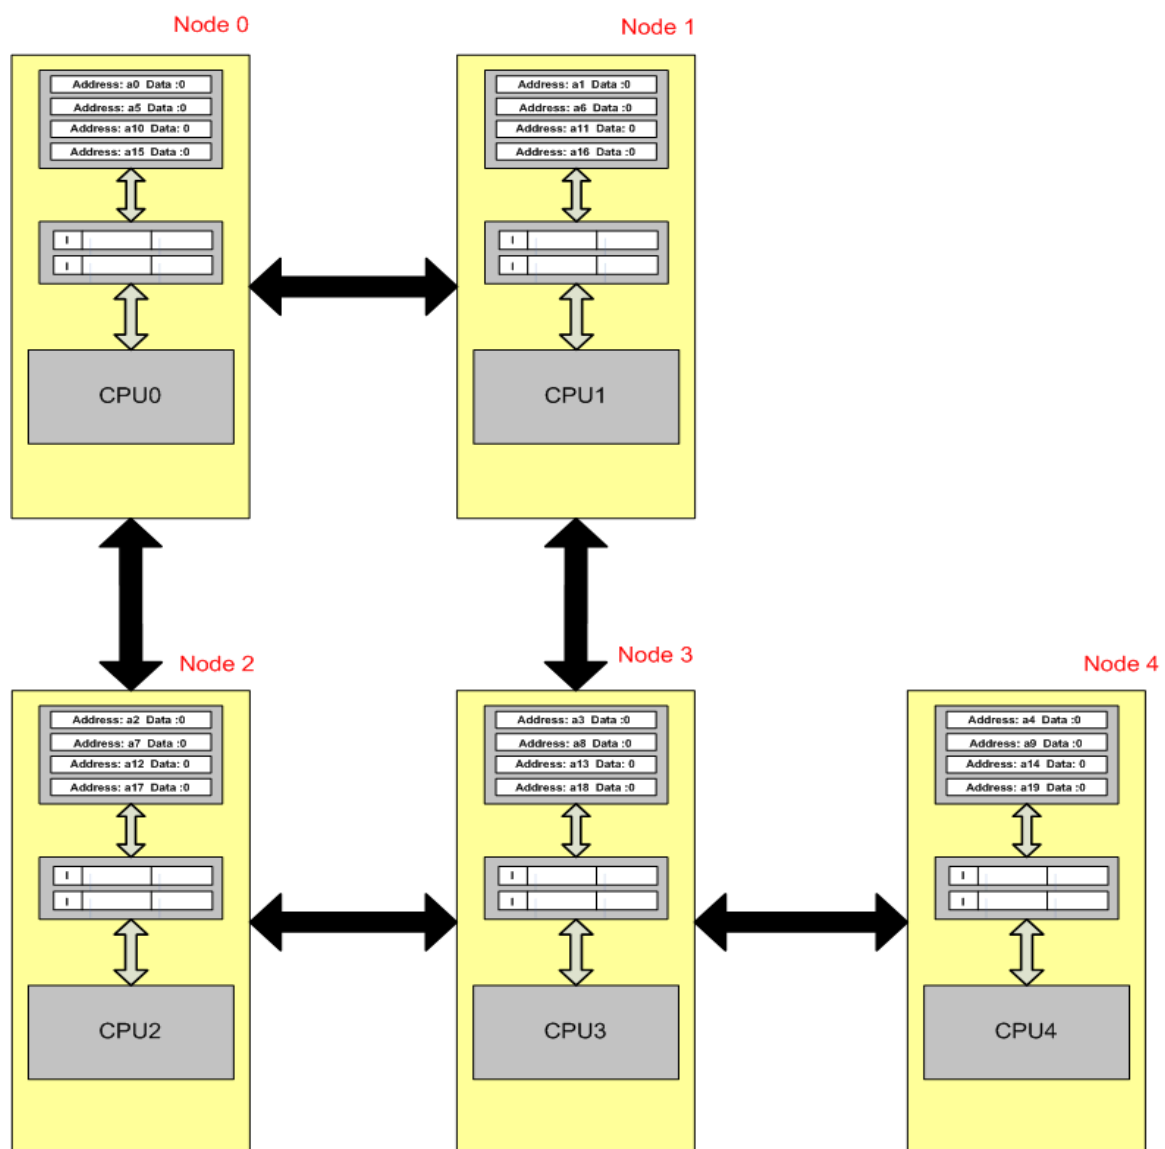 Node 0
Node 1
Address: a0 Data :0
Address: a5 Data :0
Address: a10 Data: 0
Address: a15 Data :0
I
I
CPU0
Address: a1 Data :0
Address: a6 Data :0
Address: a11 Data: 0
Address: a16 Data :0
I
I
CPU1
Node 2
Node 3
Node 4
Address: a2 Data :0
Address: a7 Data :0
Address: a12 Data: 0
Address: a17 Data :0
I
I
CPU2
Address: a3 Data :0
Address: a8 Data :0
Address: a13 Data: 0
Address: a18 Data :0
I
I
CPU3
Address: a4 Data :0
Address: a9 Data :0
Address: a14 Data: 0
Address: a19 Data :0
I
I
CPU4